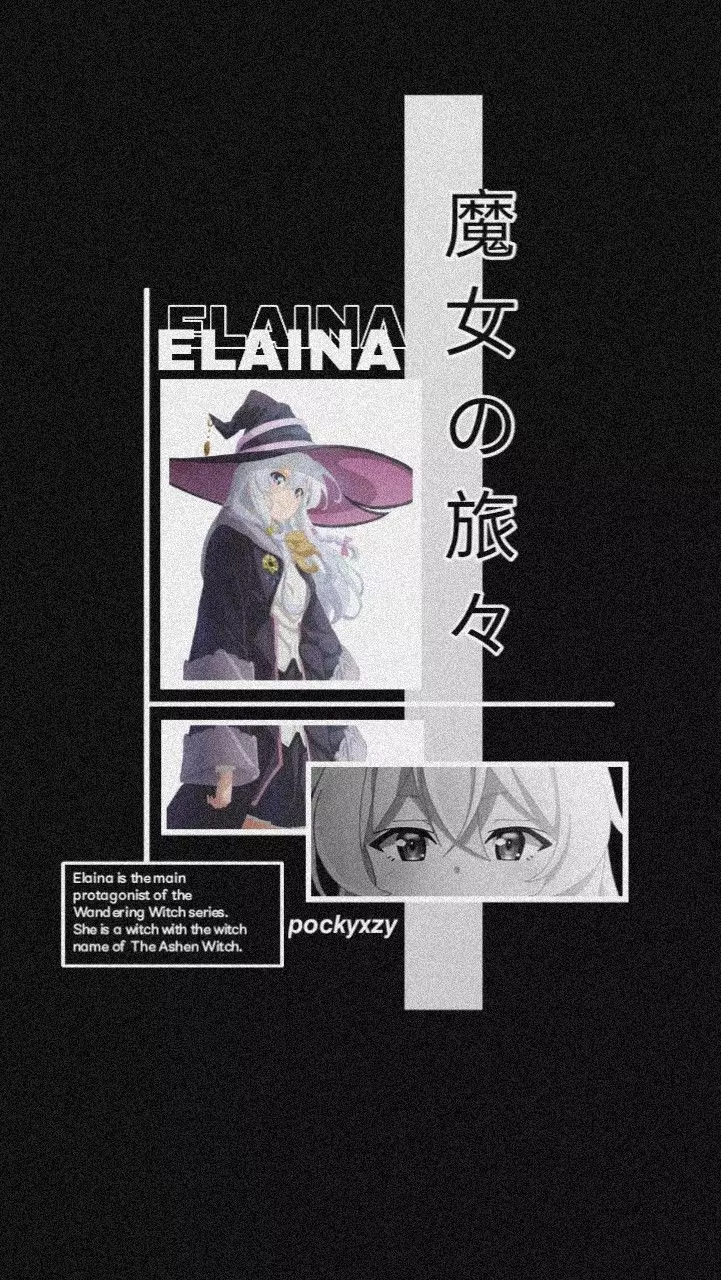 魔女の旅々
ELAINA
ELAINA
Elaina is the main
protagonist of the
Wandering Witch series.
She is a witch with the witch
name of The Ashen Witch.
pockyxzy